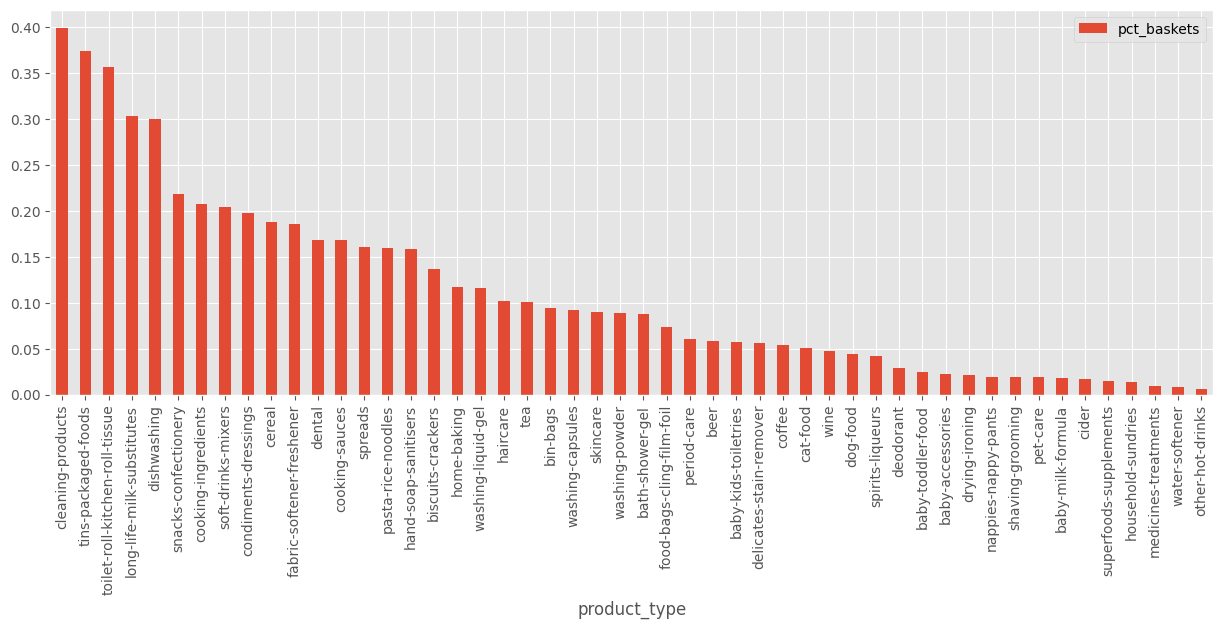 pct_baskets
0.40
0.35
0.30
0.25
0.20
0.15
0.10
0.05
0.00
cleaning-products
tins-packaged-foods
toilet-roll-kitchen-roll-tissue
long-life-milk-substitutes
dishwashing
snacks-confectionery
cooking-ingredients
soft-drinks-mixers
condiments-dressings
cereal
fabric-softener-freshener
dental
cooking-sauces
spreads
pasta-rice-noodles
hand-soap-sanitisers
biscuits-crackers
home-baking
washing-liquid-gel
haircare
tea
bin-bags
washing-capsules
skincare
washing-powder
bath-shower-gel
food-bags-cling-film-foil
period-care
beer
baby-kids-toiletries
delicates-stain-remover
coffee
cat-food
wine
dog-food
spirits-liqueurs
deodorant
baby-toddler-food
baby-accessories
drying-ironing
nappies-nappy-pants
shaving-grooming
pet-care
baby-milk-formula
cider
superfoods-supplements
household-sundries
medicines-treatments
water-softener
other-hot-drinks
product_type